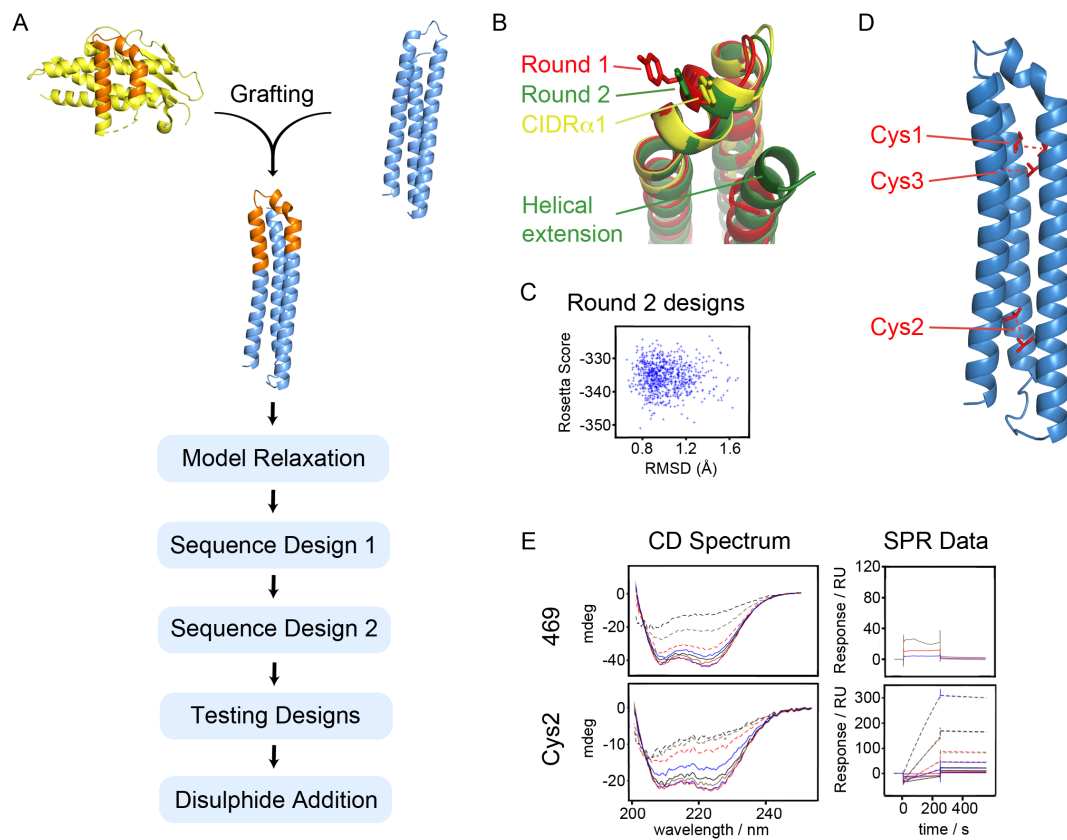 A
Grafting
Model Relaxation
Sequence Design 1
Sequence Design 2
Testing Designs
Disulphide Addition
B
Round 1
Round 2
CIDRα1
Helical
extension
C
Round 2 designs
Rosetta Score
-330
-340
-350
0.8 1.2 1.6
RMSD (Å)
D
Cys1
Cys3
Cys2
E
CD Spectrum
SPR Data
469
mdeg
0
-20
-40
Response / RU
120
80
40
0
Cys2
mdeg
0
-10
-20
200 220 240
wavelength / nm
Response / RU
300
200
100
0
0 200 400
time / s